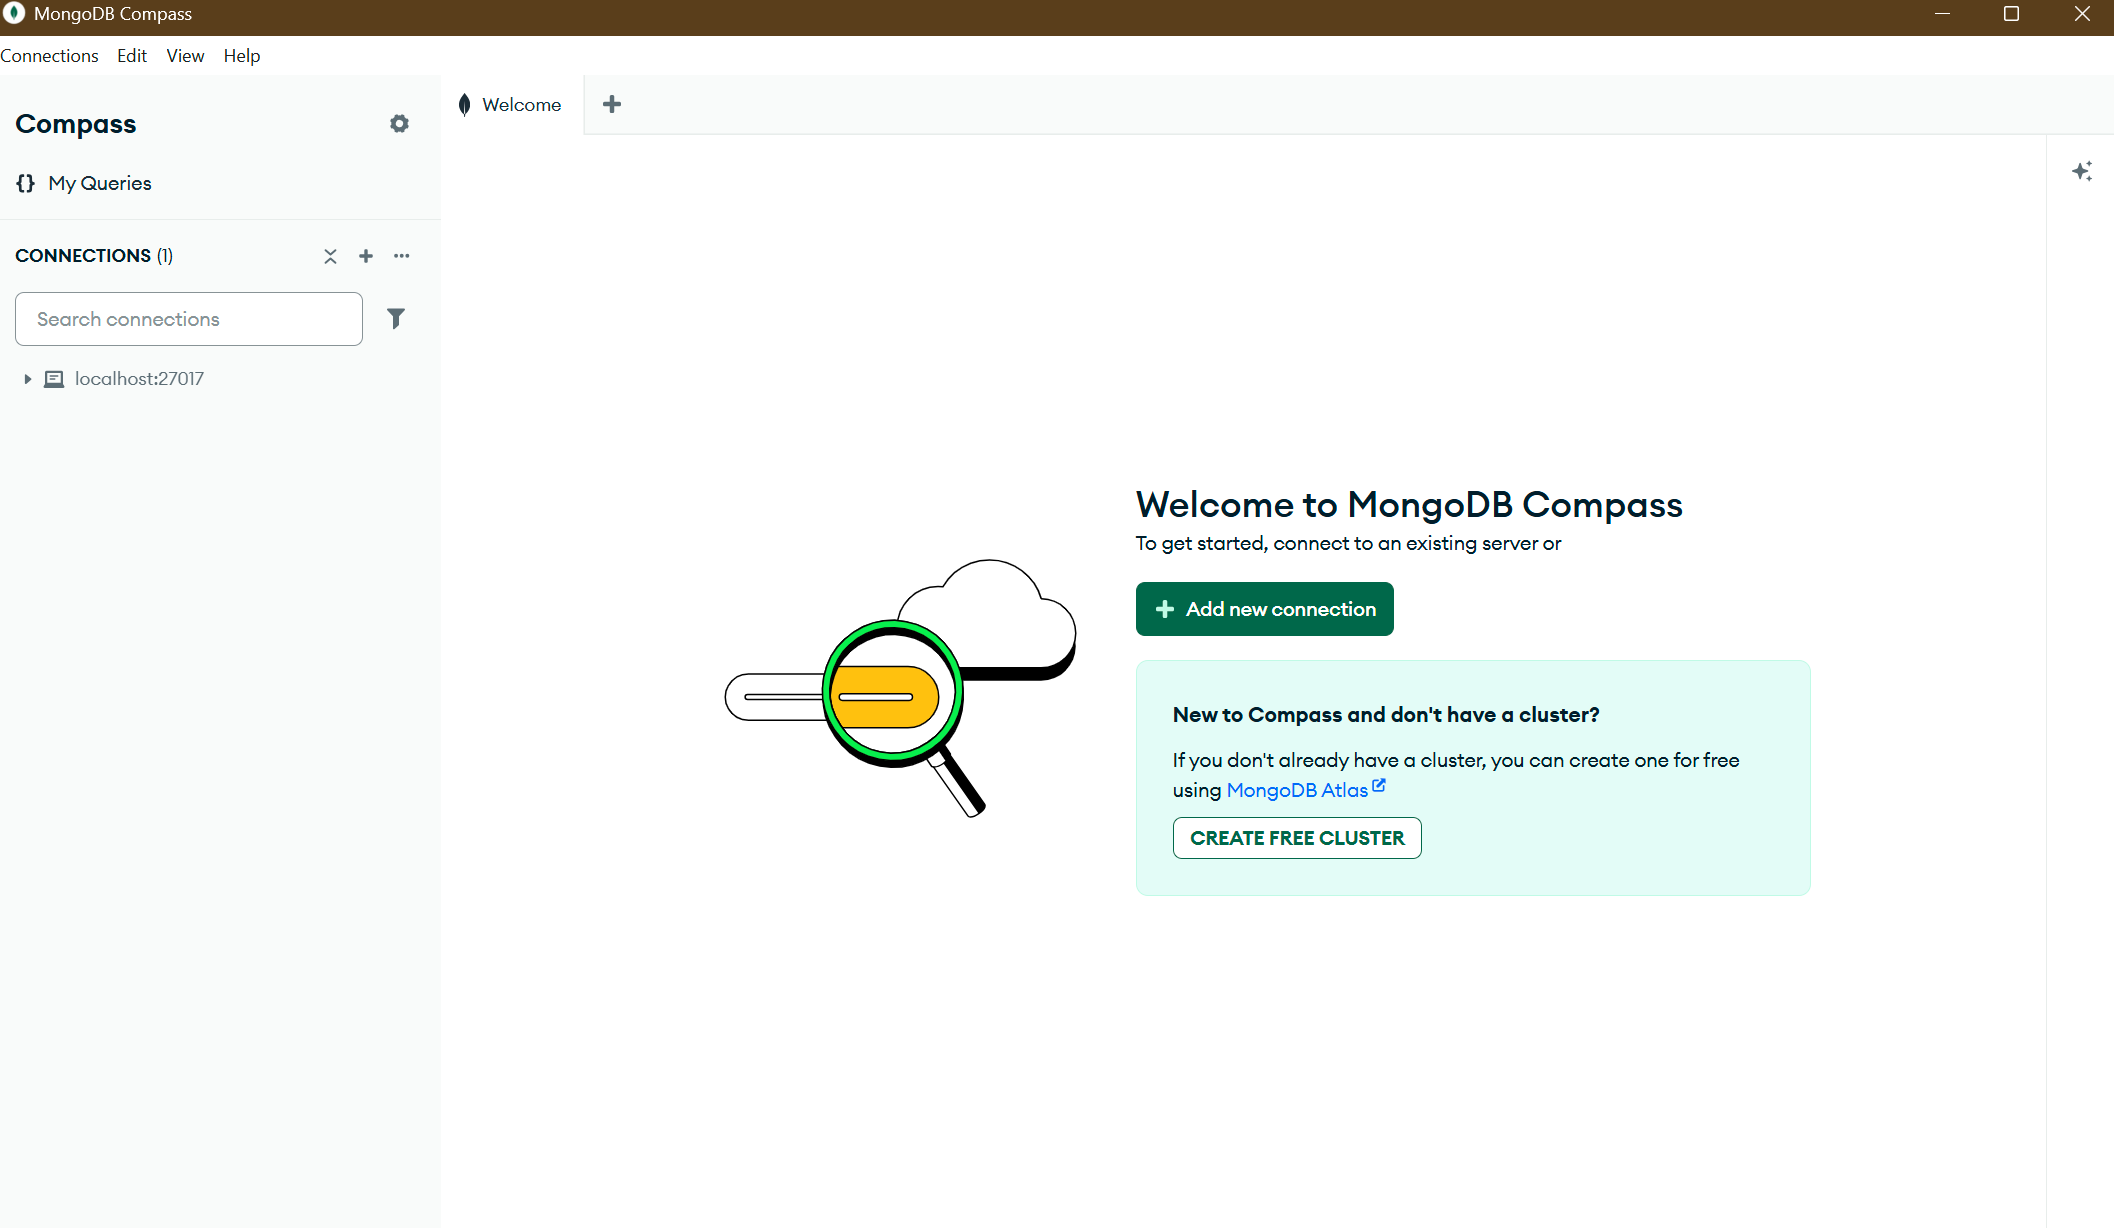 MongoDB Compass
Connections Edit View Help
Compass
Welcome
My Queries
CONNECTIONS (1)
Search connections
localhost:27017
Welcome to MongoDB Compass
To get started, connect to an existing server or
Add new connection
New to Compass and don't have a cluster?
If you don't already have a cluster, you can create one for free
using MongoDB Atlas
CREATE FREE CLUSTER